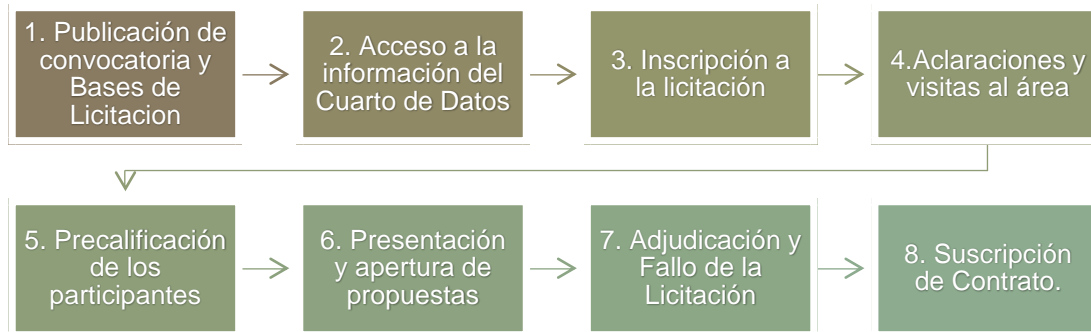 1. Publicación de
convocatoria y
Bases de
Licitacion
2. Acceso a la
información del
Cuarto de Datos
3. Inscripción a
la licitación
4.Aclaraciones y
visitas al área
5. Precalificación
de los
participantes
6. Presentación
y apertura de
propuestas
7. Adjudicación y
Fallo de la
Licitación
8. Suscripción
de Contrato.